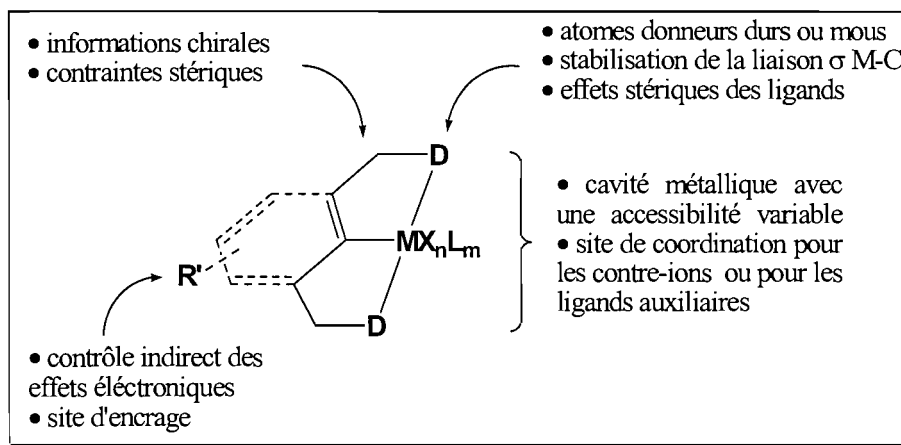 • informations chirales
• contraintes stériques
• atomes donneurs durs ou mous
• stabilisation de la liaison σ M-C
• effets stériques des ligands
D
MXnLm
D
R'
• cavité métallique avec
une accessibilité variable
• site de coordination pour
les contre-ions ou pour les
ligands auxiliaires
• contrôle indirect des
effets éléctroniques
• site d'encrage